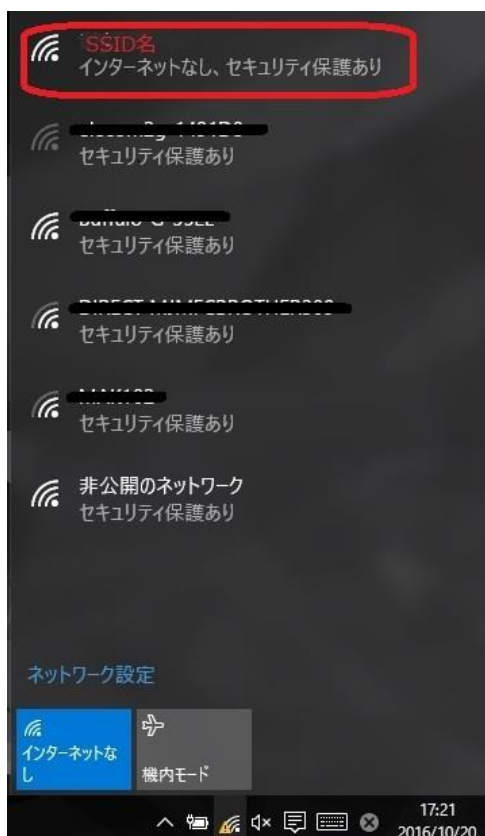 SSID名
インターネットなし、セキュリティ保護あり
セキュリティ保護あり
セキュリティ保護あり
セキュリティ保護あり
セキュリティ保護あり
非公開のネットワーク
セキュリティ保護あり
ネットワーク設定
インターネットな
し
機内モード
17:21
2016/10/20